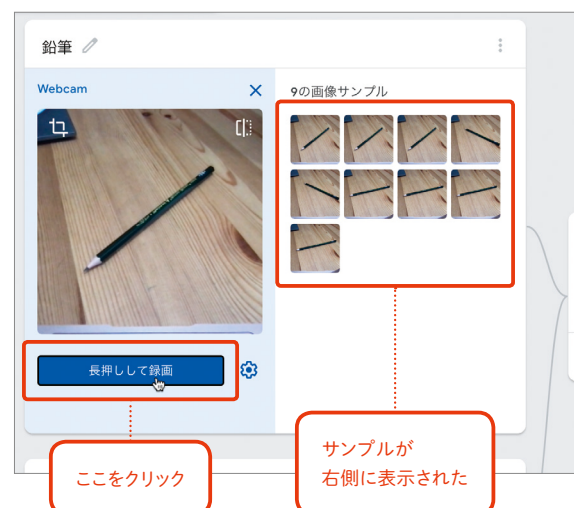 鉛筆
Webcam
9の画像サンプル
長押しして録画
ここをクリック
サンプルが
右側に表示された